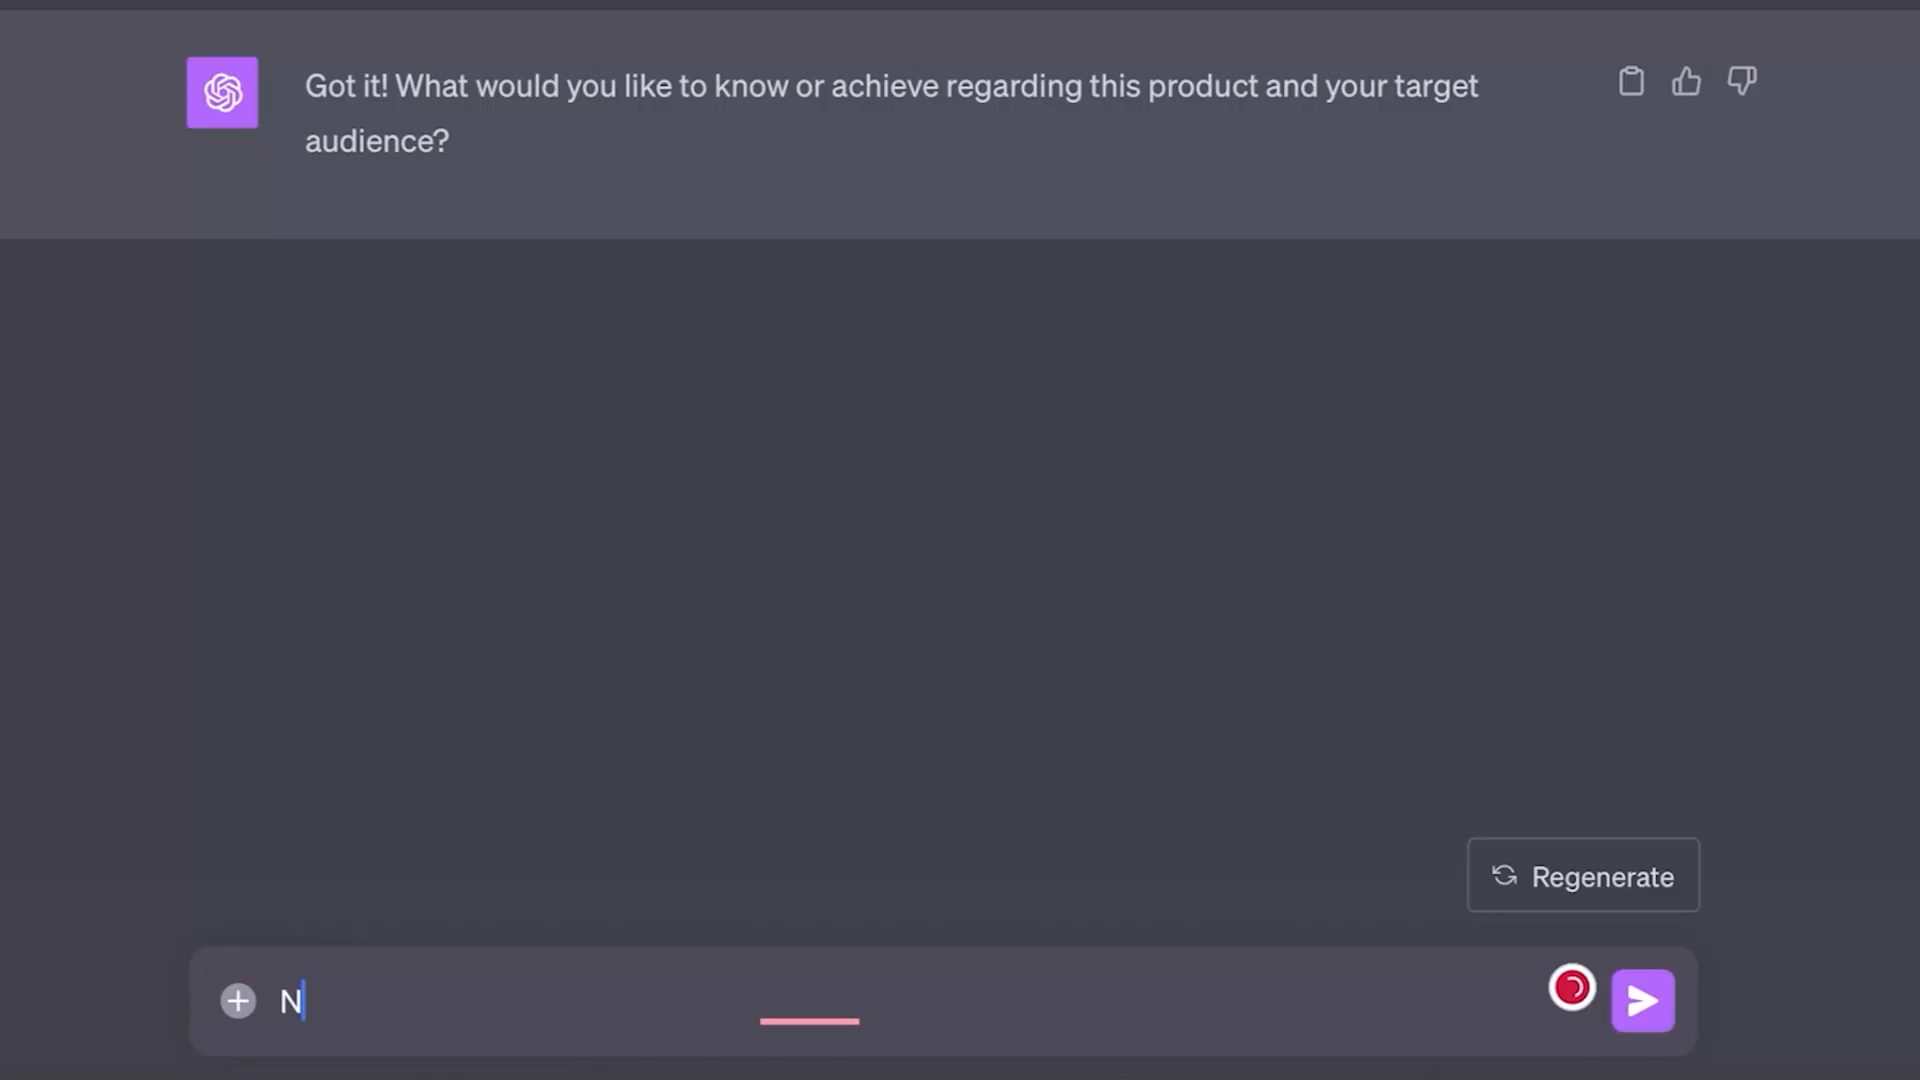 Got it! What would you like to know or achieve regarding this product and your target
audience?
Regenerate
N